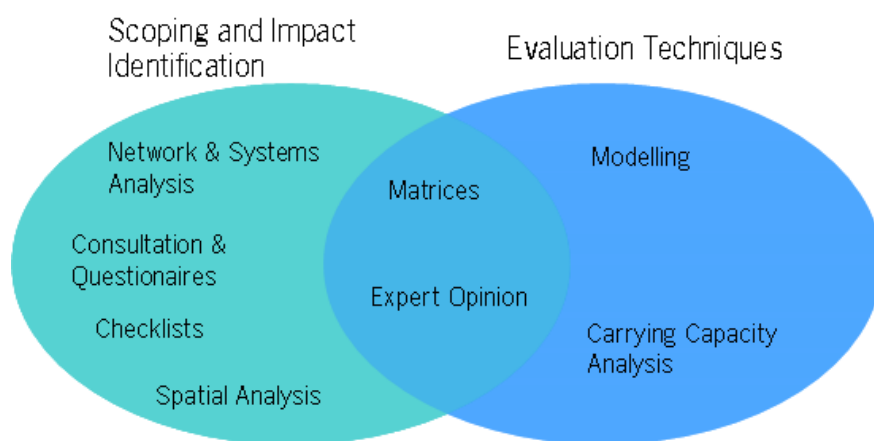 Scoping and Impact
Identification
Evaluation Techniques
Network & Systems
Analysis
Consultation &
Questionaires
Checklists
Spatial Analysis
Matrices
Expert Opinion
Modelling
Carrying Capacity
Analysis